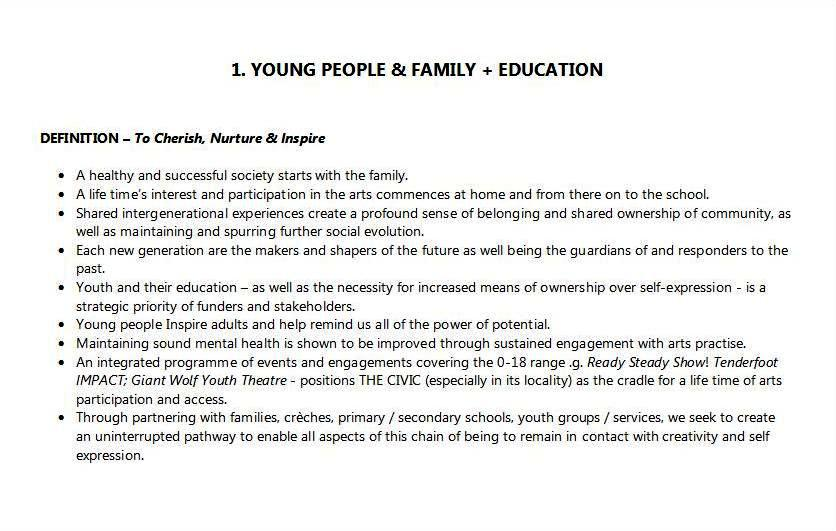 1. YOUNG PEOPLE & FAMILY + EDUCATION
DEFINITION – To Cherish, Nurture & Inspire
• A healthy and successful society starts with the family.
• A life time's interest and participation in the arts commences at home and from there on to the school.
• Shared intergenerational experiences create a profound sense of belonging and shared ownership of community, as
well as maintaining and spurring further social evolution.
• Each new generation are the makers and shapers of the future as well being the guardians of and responders to the
past.
• Youth and their education – as well as the necessity for increased means of ownership over self-expression - is a
strategic priority of funders and stakeholders.
• Young people Inspire adults and help remind us all of the power of potential.
• Maintaining sound mental health is shown to be improved through sustained engagement with arts practise.
• An integrated programme of events and engagements covering the 0-18 range .g. Ready Steady Show! Tenderfoot
IMPACT; Giant Wolf Youth Theatre - positions THE CIVIC (especially in its locality) as the cradle for a life time of arts
participation and access.
• Through partnering with families, crèches, primary / secondary schools, youth groups / services, we seek to create
an uninterrupted pathway to enable all aspects of this chain of being to remain in contact with creativity and self
expression.